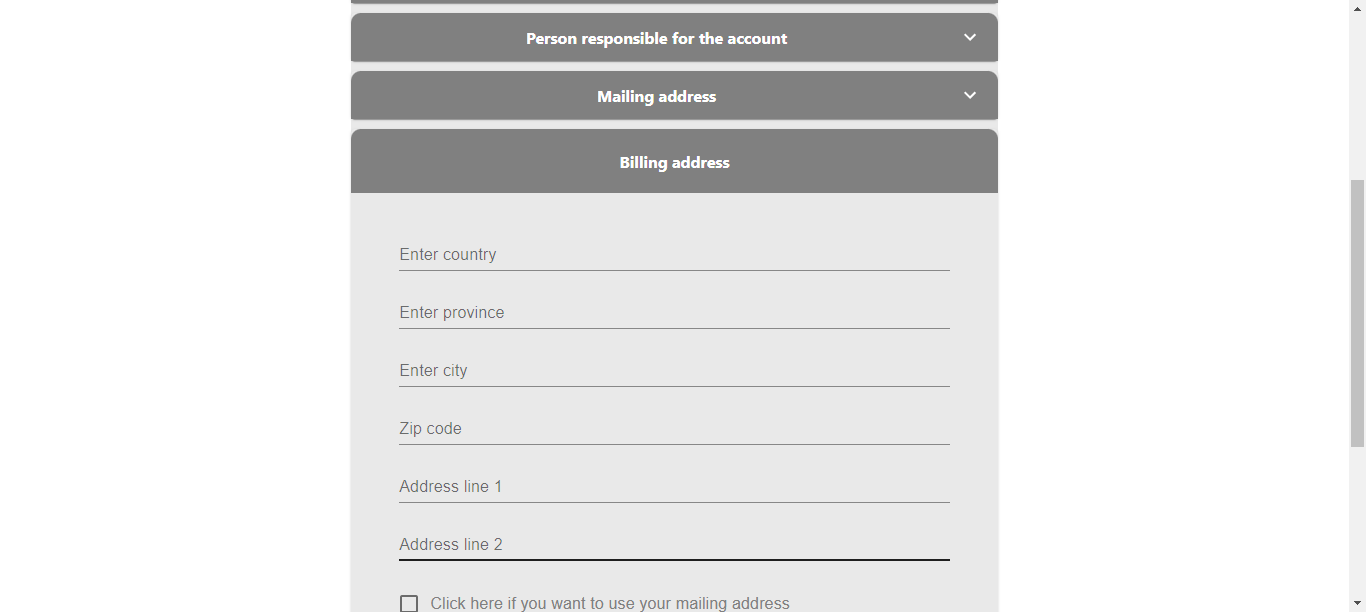 Person responsible for the account
Mailing address
Billing address
Enter country
Enter province
Enter city
Zip code
Address line 1
Address line 2
Click here if you want to use your mailing address